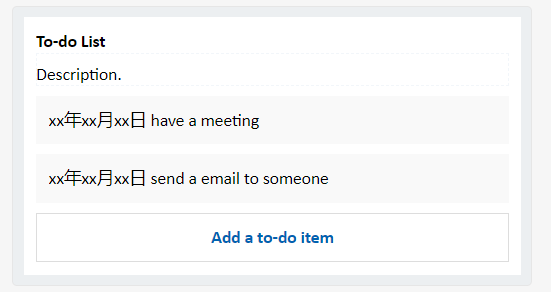 To-do List
Description.
xx年xx月xx日 have a meeting
xx年xx月xx日 send a email to someone
Add a to-do item